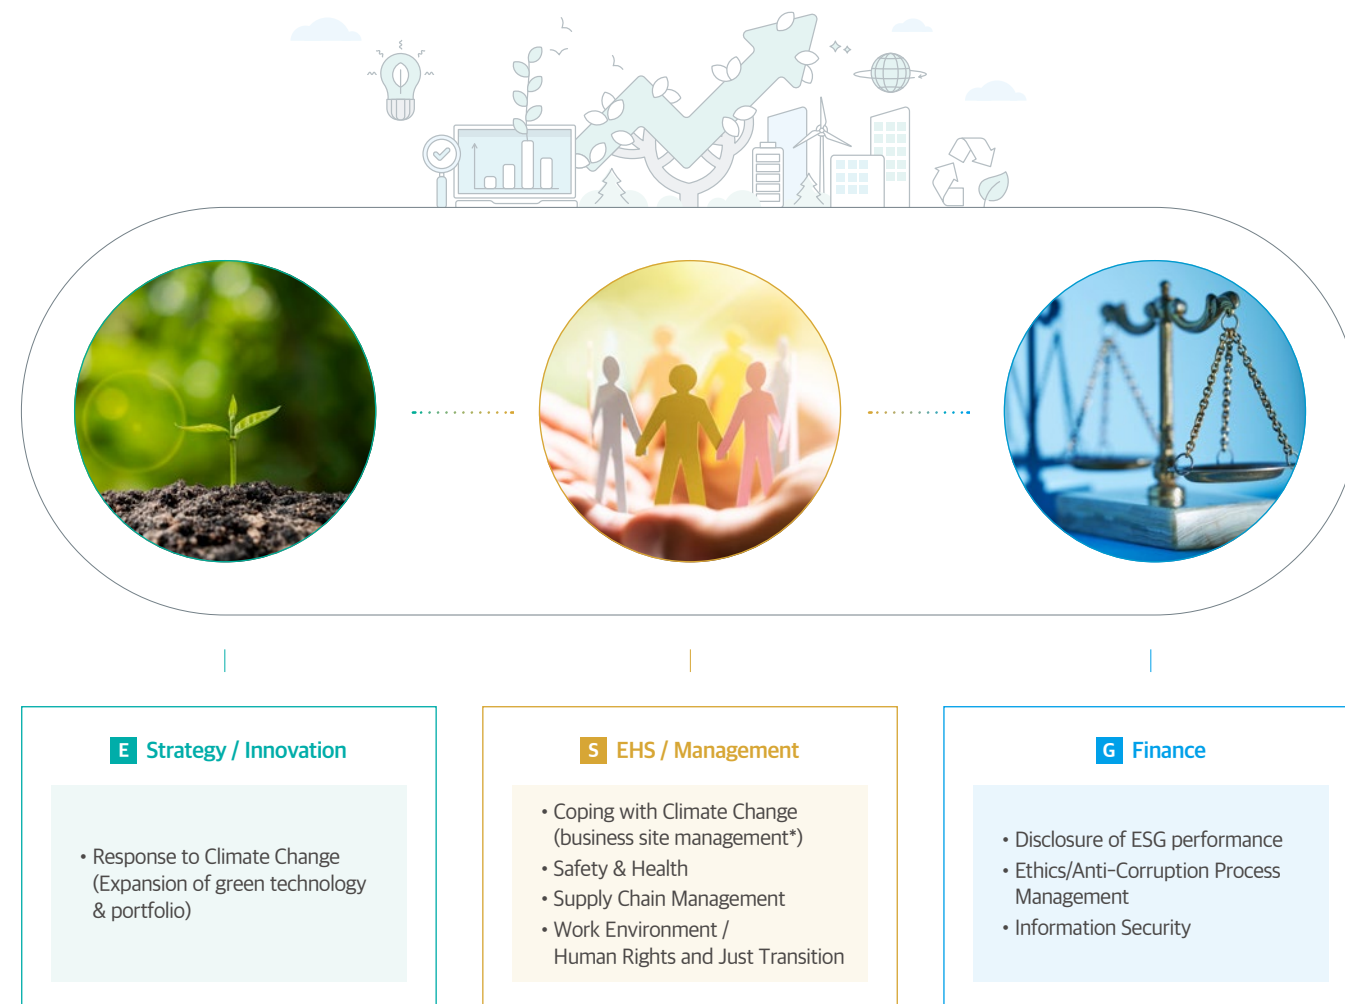 E Strategy / Innovation
• Response to Climate Change
(Expansion of green technology
& portfolio)
S EHS / Management
• Coping with Climate Change
(business site management*)
• Safety & Health
• Supply Chain Management
• Work Environment /
Human Rights and Just Transition
G Finance
• Disclosure of ESG performance
• Ethics/Anti-Corruption Process
Management
• Information Security